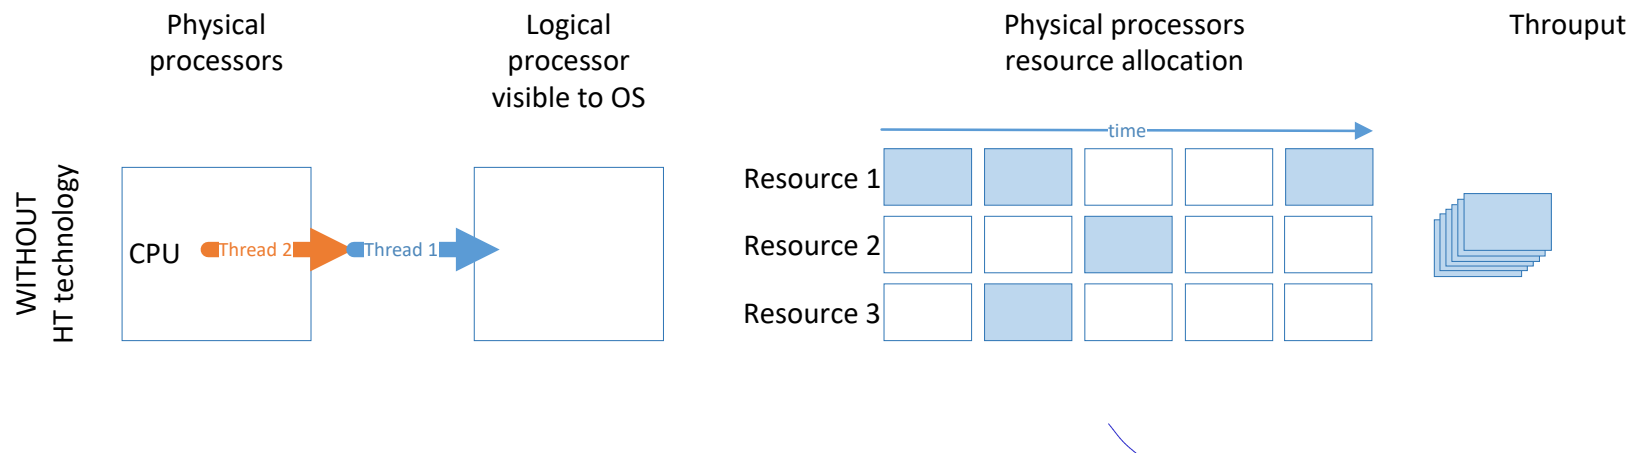 Physical
processors
Logical
processor
visible to OS
Physical processors
resource allocation
Throuput
time
WITHOUT
HT technology
CPU
Thread 2
Thread 1
Resource 1
Resource 2
Resource 3